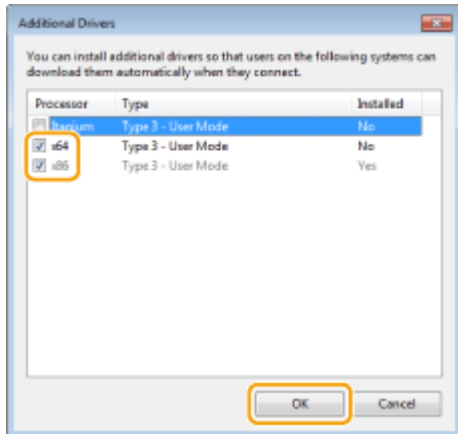 Additional Drivers
You can install additional drivers so that users on the following systems can
download them automatically when they connect.
Processor Type Installed
Itanium Type 3 - User Mode No
x64 Type 3 - User Mode No
x86 Type 3 - User Mode Yes
OK Cancel